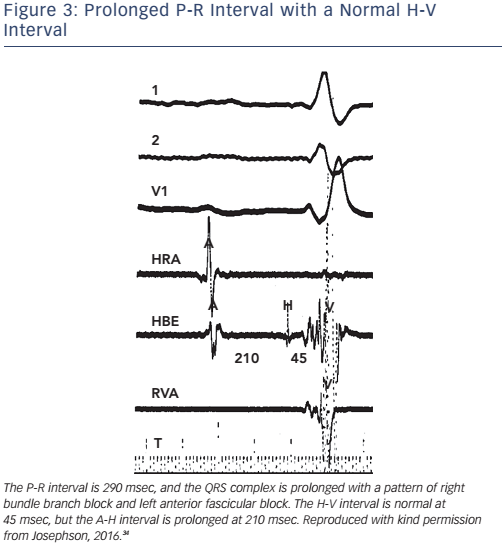 Figure 3: Prolonged P-R Interval with a Normal H-V
Interval
1
2
V1
A
HRA
A
H
V
HBE
210
45
V
RVA
T
The P-R interval is 290 msec, and the QRS complex is prolonged with a pattern of right
bundle branch block and left anterior fascicular block. The H-V interval is normal at
45 msec, but the A-H interval is prolonged at 210 msec. Reproduced with kind permission
from Josephson, 2016.³⁴